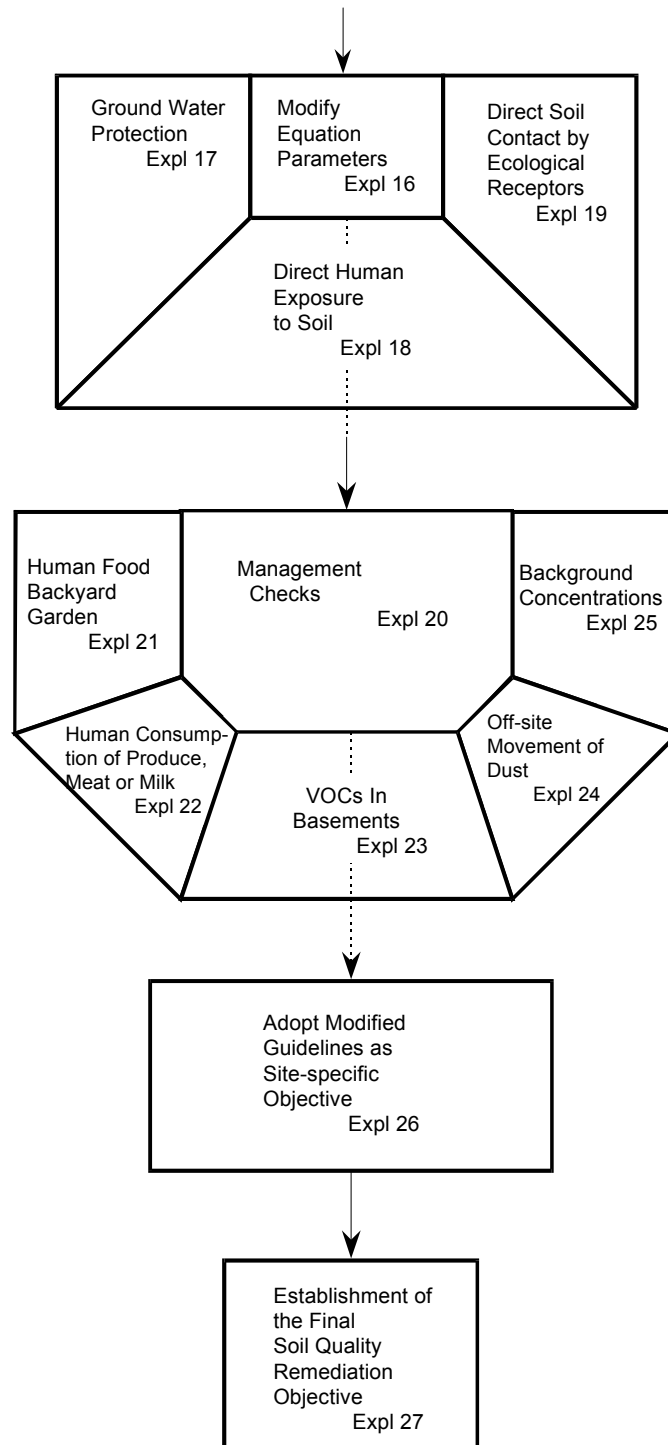 Ground Water
Protection
Expl 17
Modify
Equation
Parameters
Expl 16
Direct Soil
Contact by
Ecological
Receptors
Expl 19
Direct Human
Exposure
to Soil
Expl 18
Human Food
Backyard
Garden
Expl 21
Management
Checks
Expl 20
Background
Concentrations
Expl 25
Human Consump-
tion of Produce,
Meat or Milk
Expl 22
VOCs In
Basements
Expl 23
Off-site
Movement of
Dust
Expl 24
Adopt Modified
Guidelines as
Site-specific
Objective
Expl 26
Establishment of
the Final
Soil Quality
Remediation
Objective
Expl 27